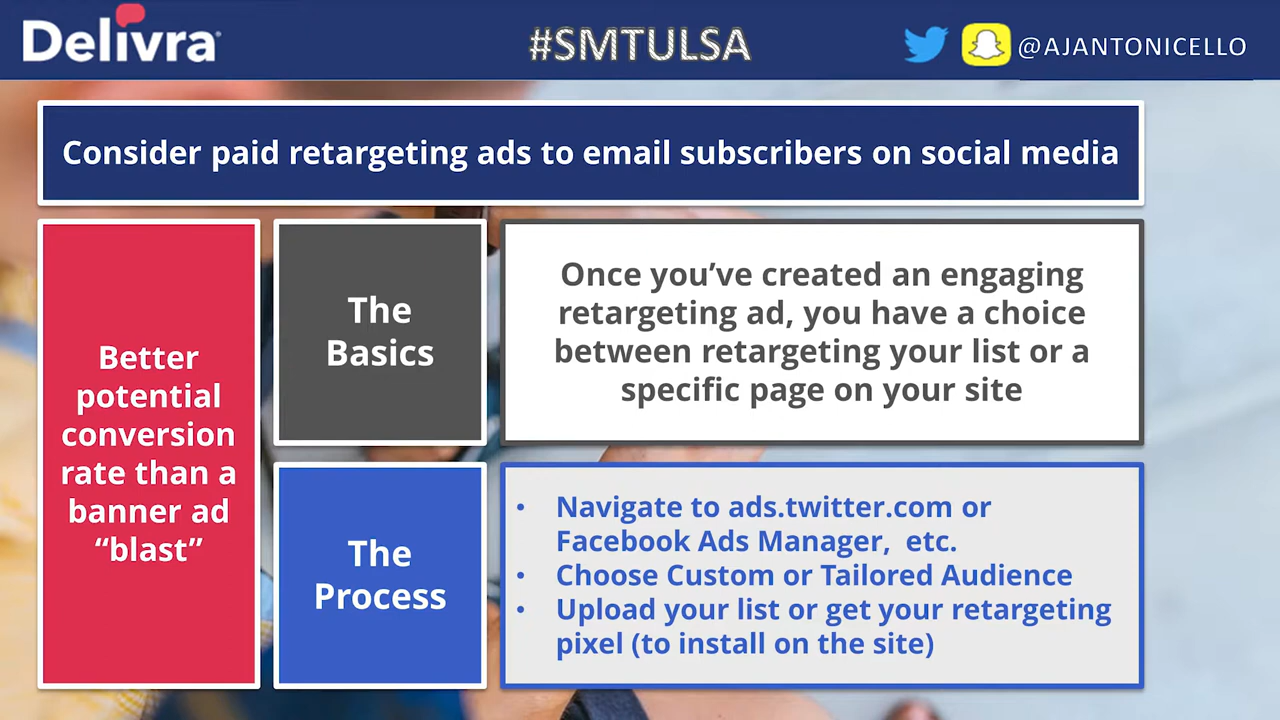 Delivra
#SMTULSA
@AJANTONICELLO
Consider paid retargeting ads to email subscribers on social media
Better
potential
conversion
rate than a
banner ad
“blast”
The
Basics
Once you’ve created an engaging
retargeting ad, you have a choice
between retargeting your list or a
specific page on your site
The
Process
• Navigate to ads.twitter.com or
Facebook Ads Manager,  etc.
• Choose Custom or Tailored Audience
• Upload your list or get your retargeting
pixel (to install on the site)